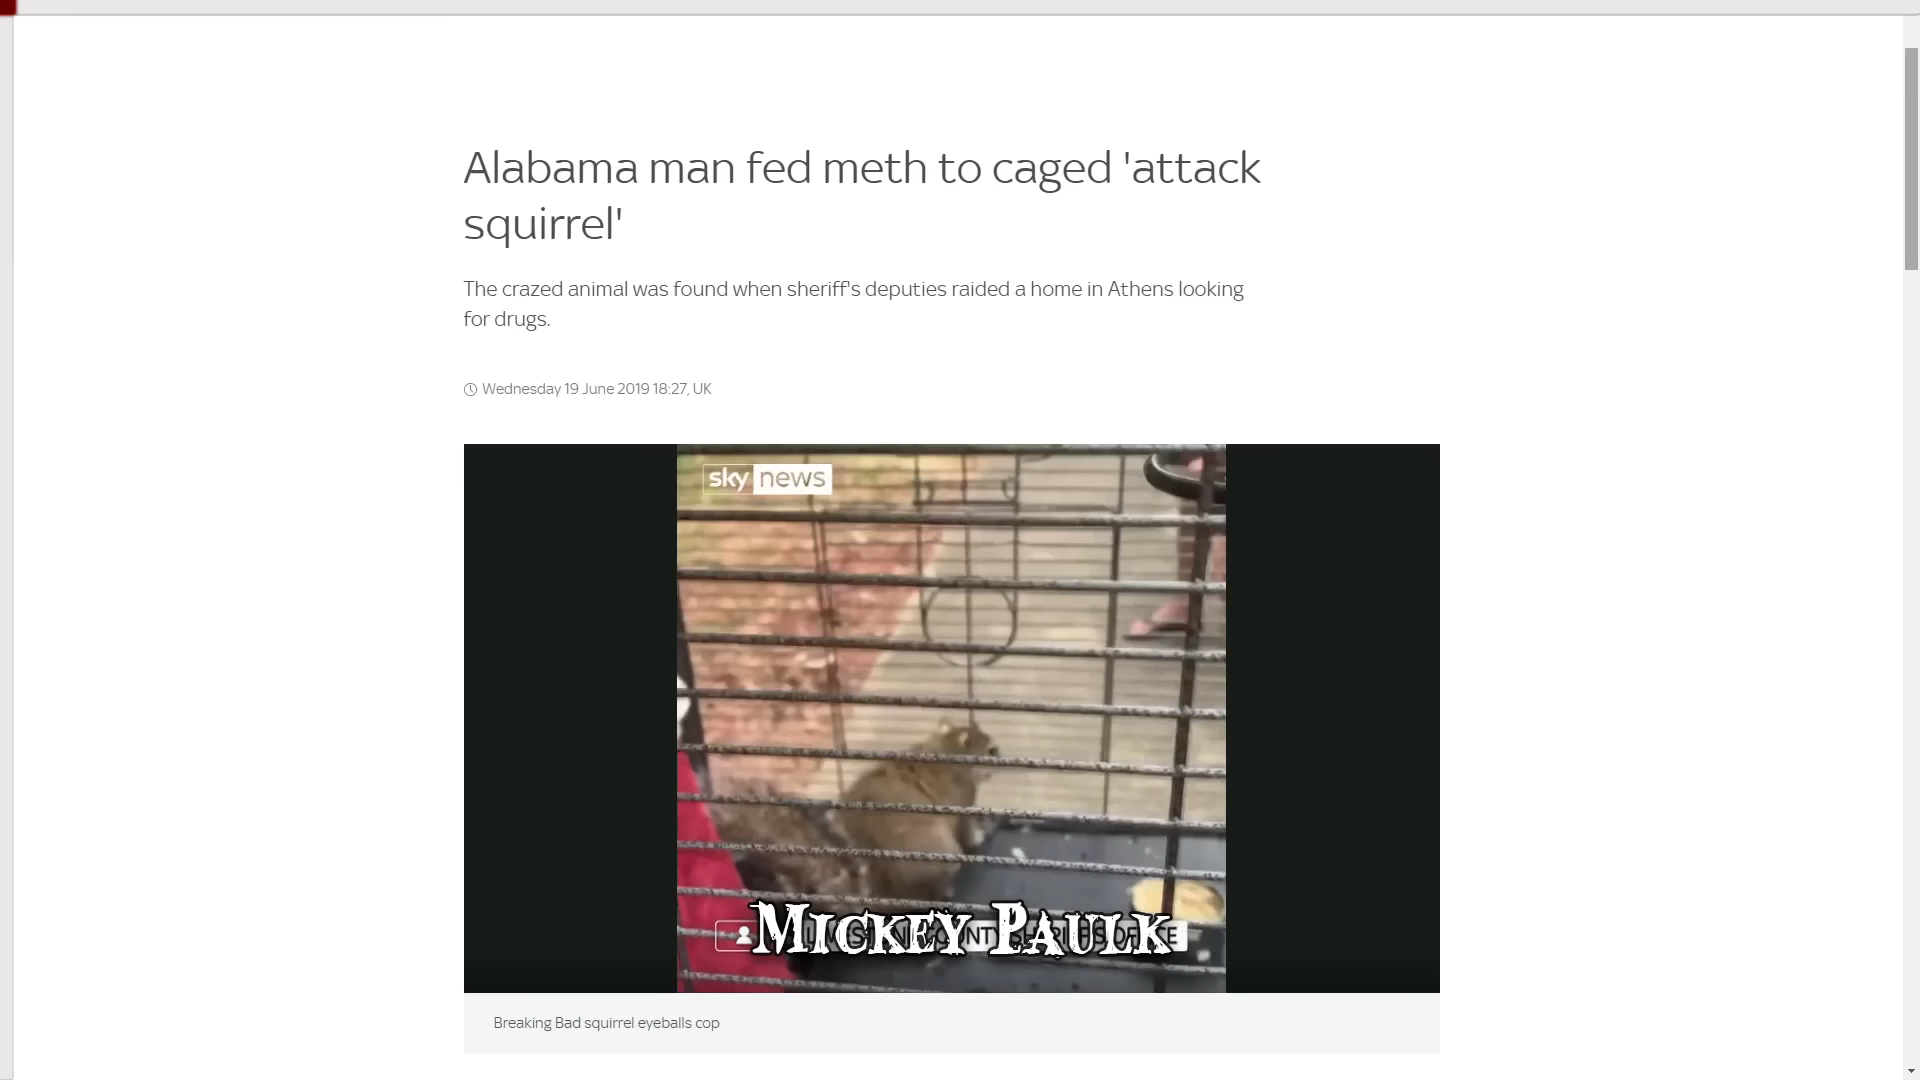 Alabama man fed meth to caged 'attack
squirrel'
The crazed animal was found when sheriff's deputies raided a home in Athens looking
for drugs.
Wednesday 19 June 2019 18:27, UK
sky news
MICKEY PAULK
Breaking Bad squirrel eyeballs cop